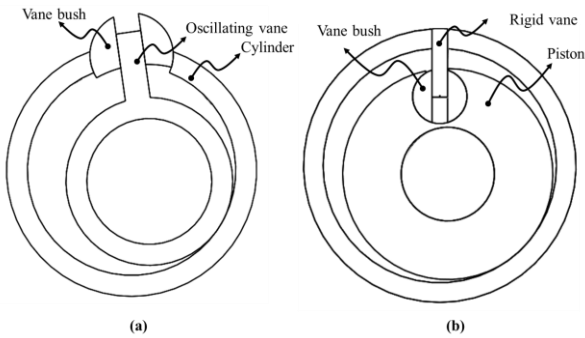 Vane bush
Oscillating vane
Cylinder
Vane bush
Rigid vane
Piston
(a)
(b)